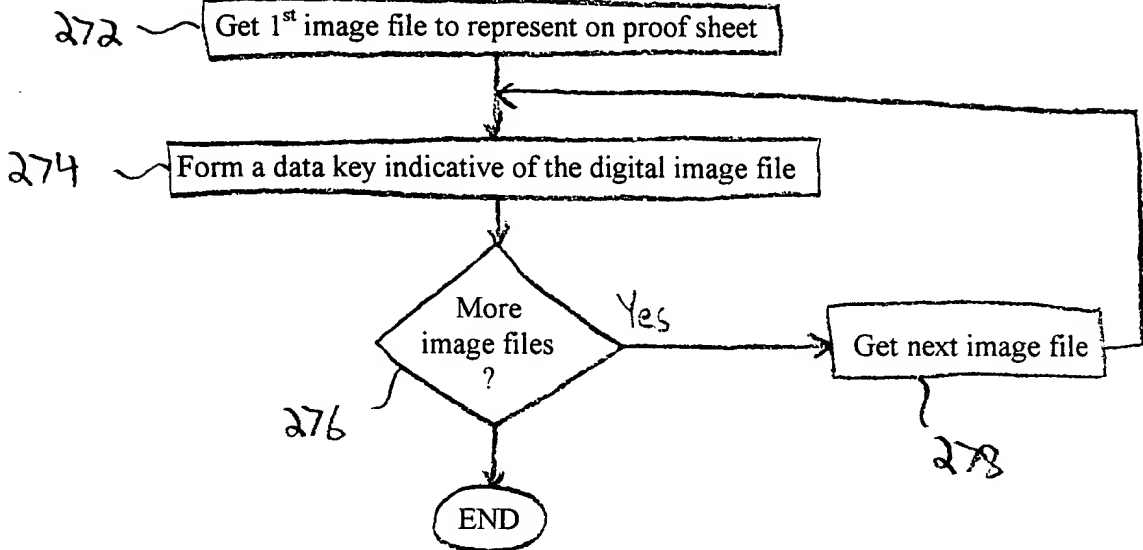 272
Get 1st image file to represent on proof sheet
274
Form a data key indicative of the digital image file
More
image files
?
Yes
Get next image file
276
278
END